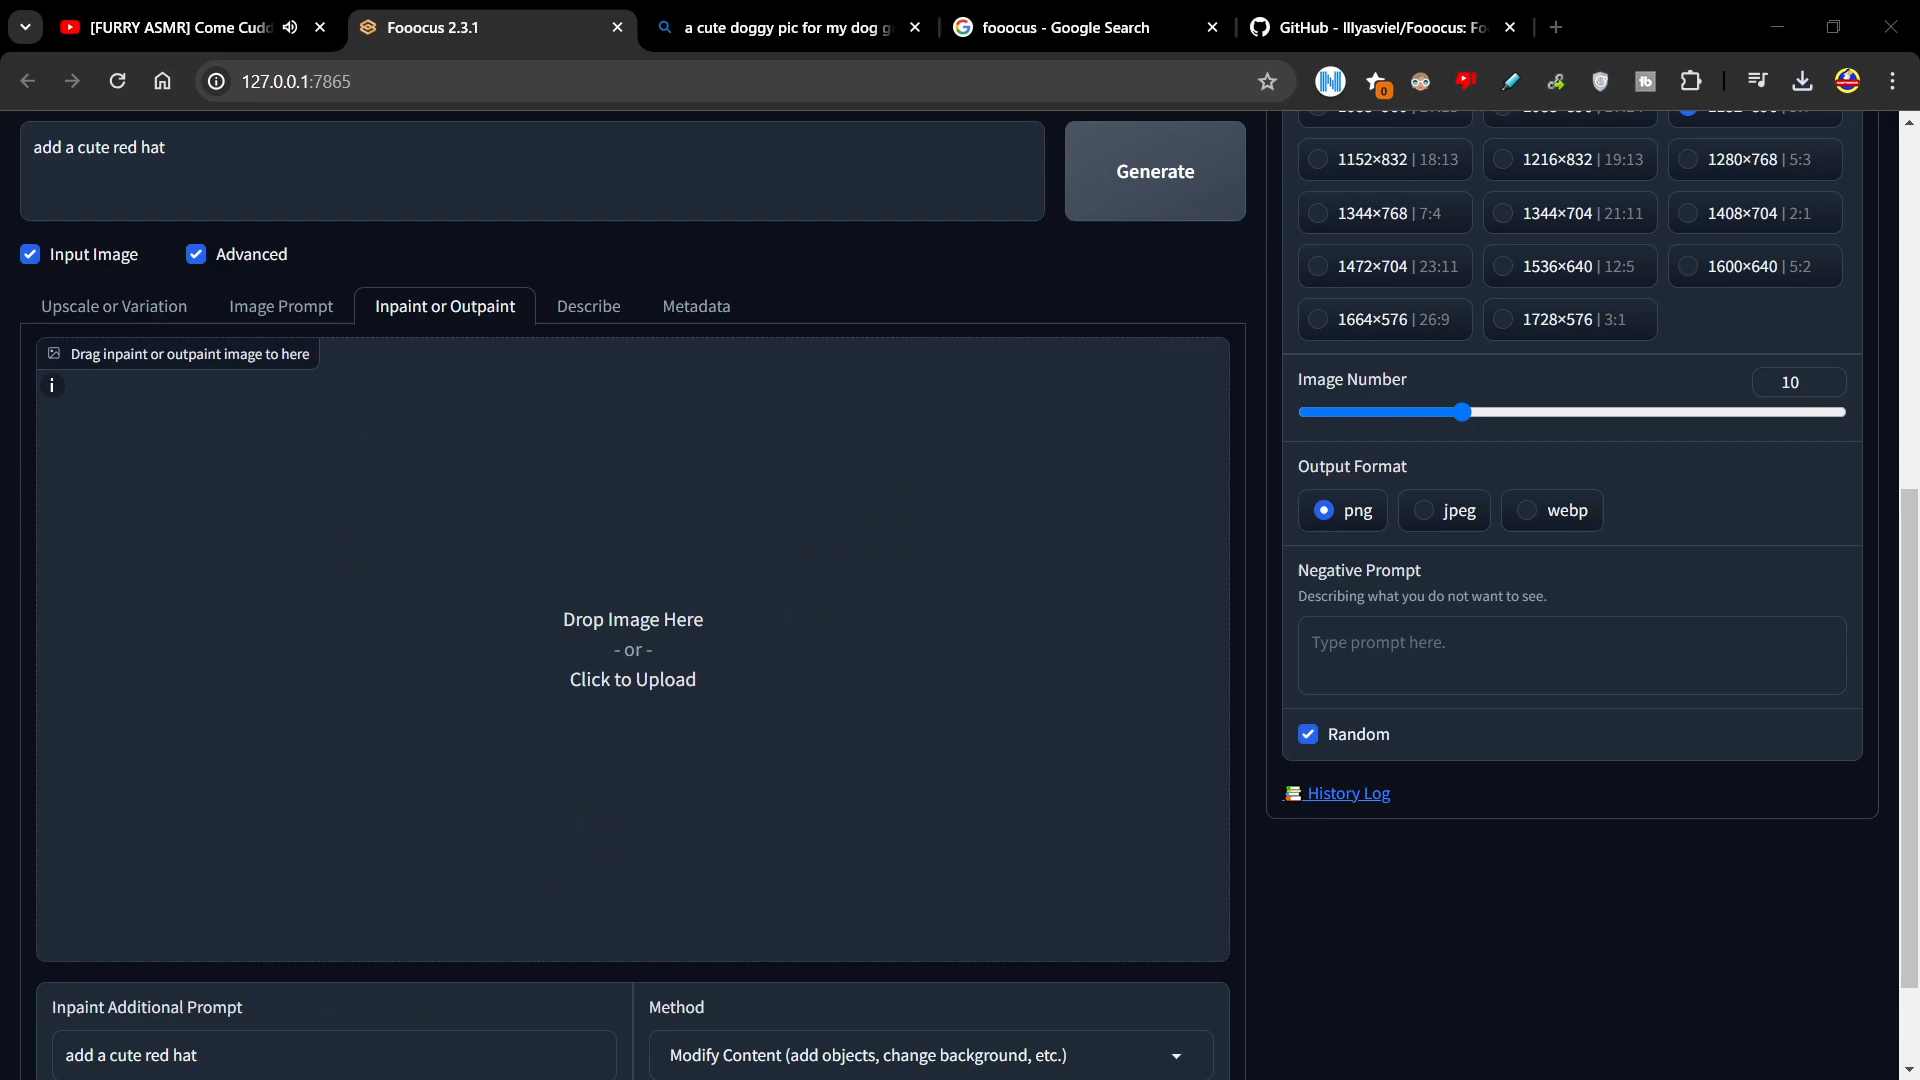 [FURRY ASMR] Come Cudd
Fooocus 2.3.1
a cute doggy pic for my dog g
fooocus - Google Search
GitHub - lllyasviel/Fooocus: Fo
127.0.0.1:7865
0
tb
add a cute red hat
Generate
Input Image
Advanced
Upscale or Variation
Image Prompt
Inpaint or Outpaint
Describe
Metadata
Drag inpaint or outpaint image to here
i
Drop Image Here
- or -
Click to Upload
Inpaint Additional Prompt
add a cute red hat
Method
Modify Content (add objects, change background, etc.)
1152×832 | 18:13
1216×832 | 19:13
1280×768 | 5:3
1344×768 | 7:4
1344×704 | 21:11
1408×704 | 2:1
1472×704 | 23:11
1536×640 | 12:5
1600×640 | 5:2
1664×576 | 26:9
1728×576 | 3:1
Image Number
10
Output Format
png
jpeg
webp
Negative Prompt
Describing what you do not want to see.
Type prompt here.
Random
History Log